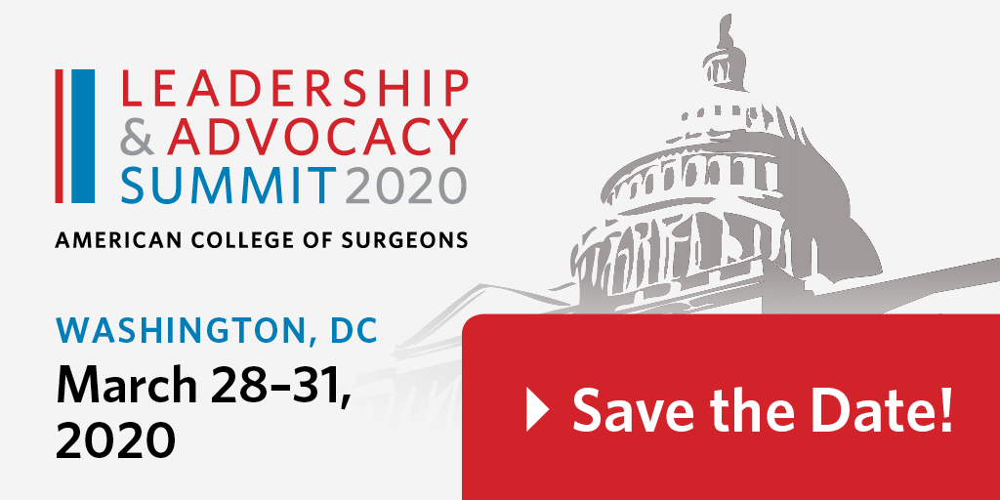 LEADERSHIP
& ADVOCACY
SUMMIT 2020
AMERICAN COLLEGE OF SURGEONS
WASHINGTON, DC
March 28–31,
2020
Save the Date!